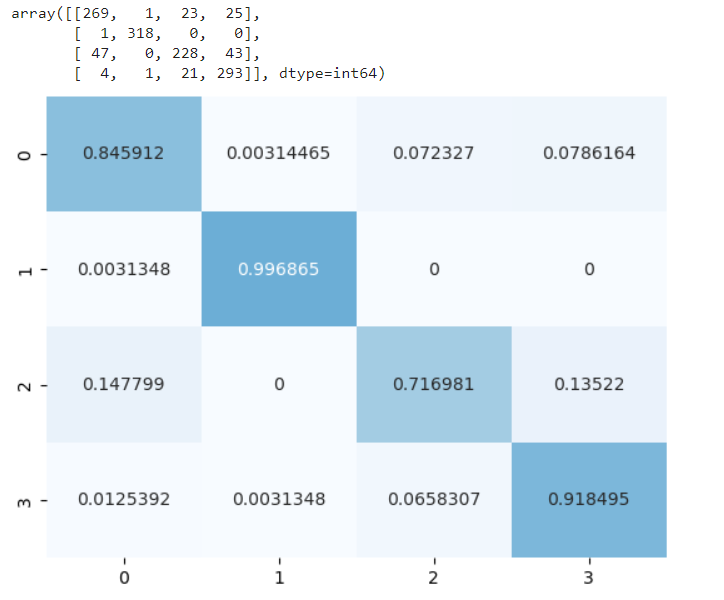 array([[269,   1,  23,  25],
       [  1, 318,   0,   0],
       [ 47,   0, 228,  43],
       [  4,   1,  21, 293]], dtype=int64)
0 0.845912 0.00314465 0.072327 0.0786164
1 0.0031348 0.996865 0 0
2 0.147799 0 0.716981 0.13522
3 0.0125392 0.0031348 0.0658307 0.918495
0 1 2 3